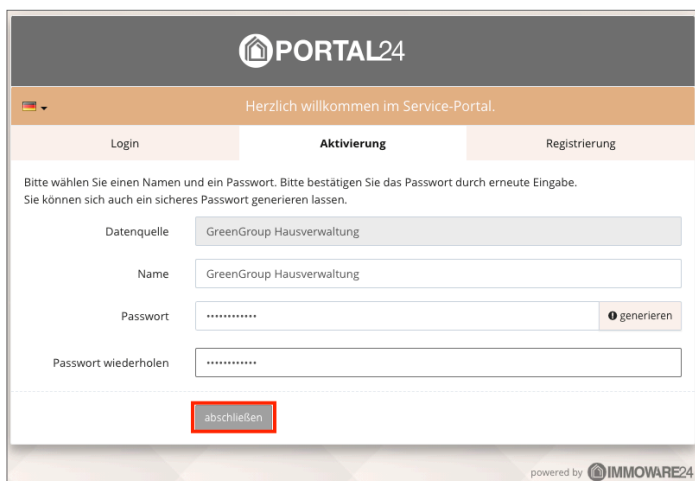 PORTAL24
Herzlich willkommen im Service-Portal.
Login
Aktivierung
Registrierung
Bitte wählen Sie einen Namen und ein Passwort. Bitte bestätigen Sie das Passwort durch erneute Eingabe.
Sie können sich auch ein sicheres Passwort generieren lassen.
Datenquelle
GreenGroup Hausverwaltung
Name
GreenGroup Hausverwaltung
Passwort
••••••••••••
generieren
Passwort wiederholen
••••••••••••
abschließen
powered by IMMOWARE24